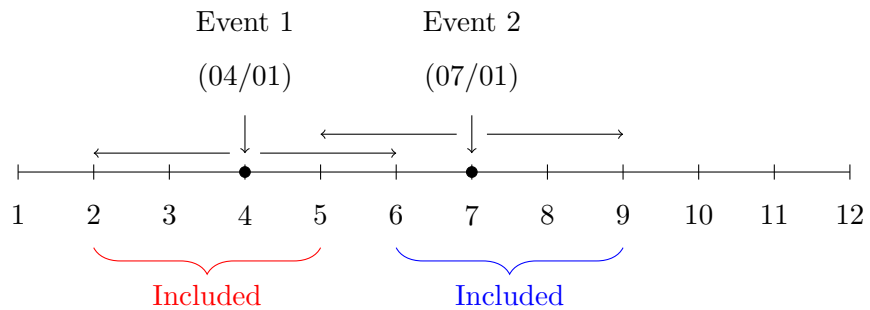 Event 1 Event 2
(04/01) (07/01)
1 2 3 4 5 6 7 8 9 10 11 12
Included Included